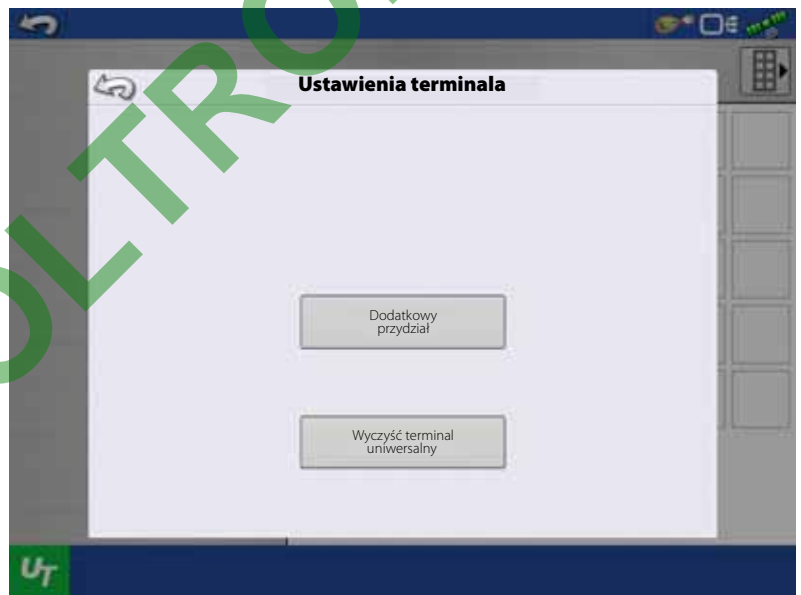 Ustawienia terminala
Dodatkowy
przydział
Wyczyść terminal
uniwersalny
UT